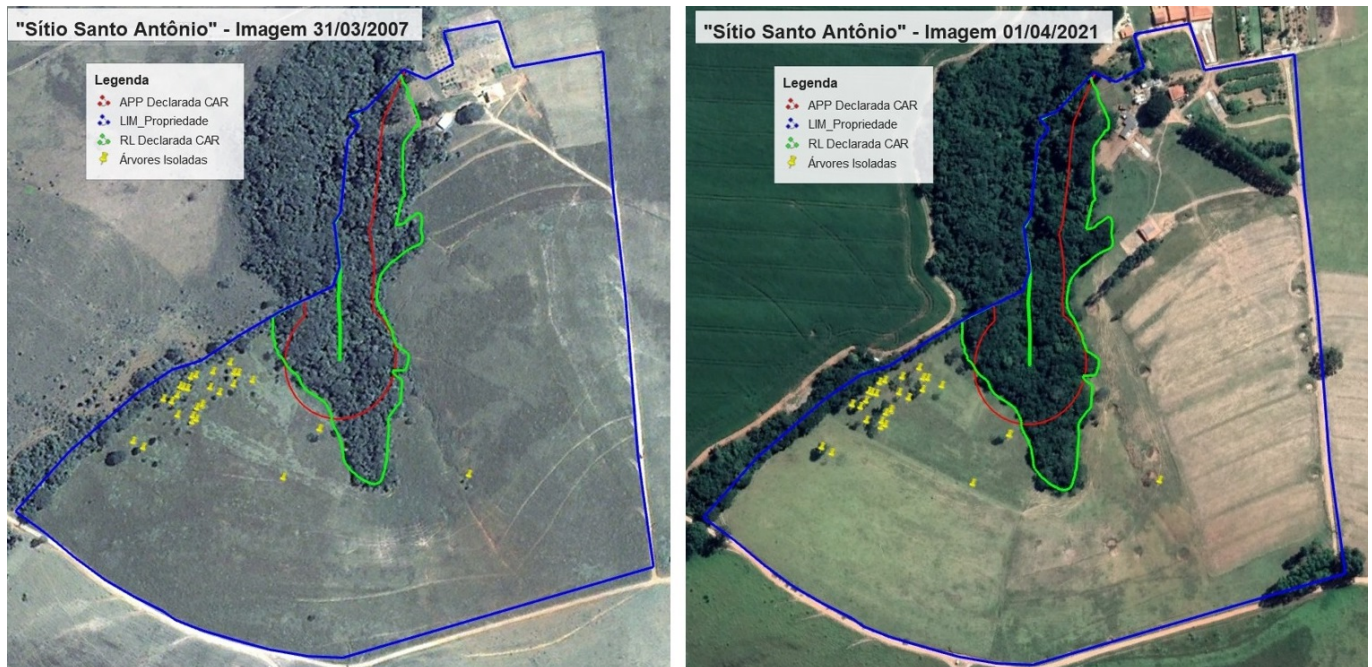 "Sítio Santo Antônio" - Imagem 31/03/2007
Legenda
APP Declarada CAR
LIM_Propriedade
RL Declarada CAR
Árvores Isoladas
"Sítio Santo Antônio" - Imagem 01/04/2021
Legenda
APP Declarada CAR
LIM_Propriedade
RL Declarada CAR
Árvores Isoladas